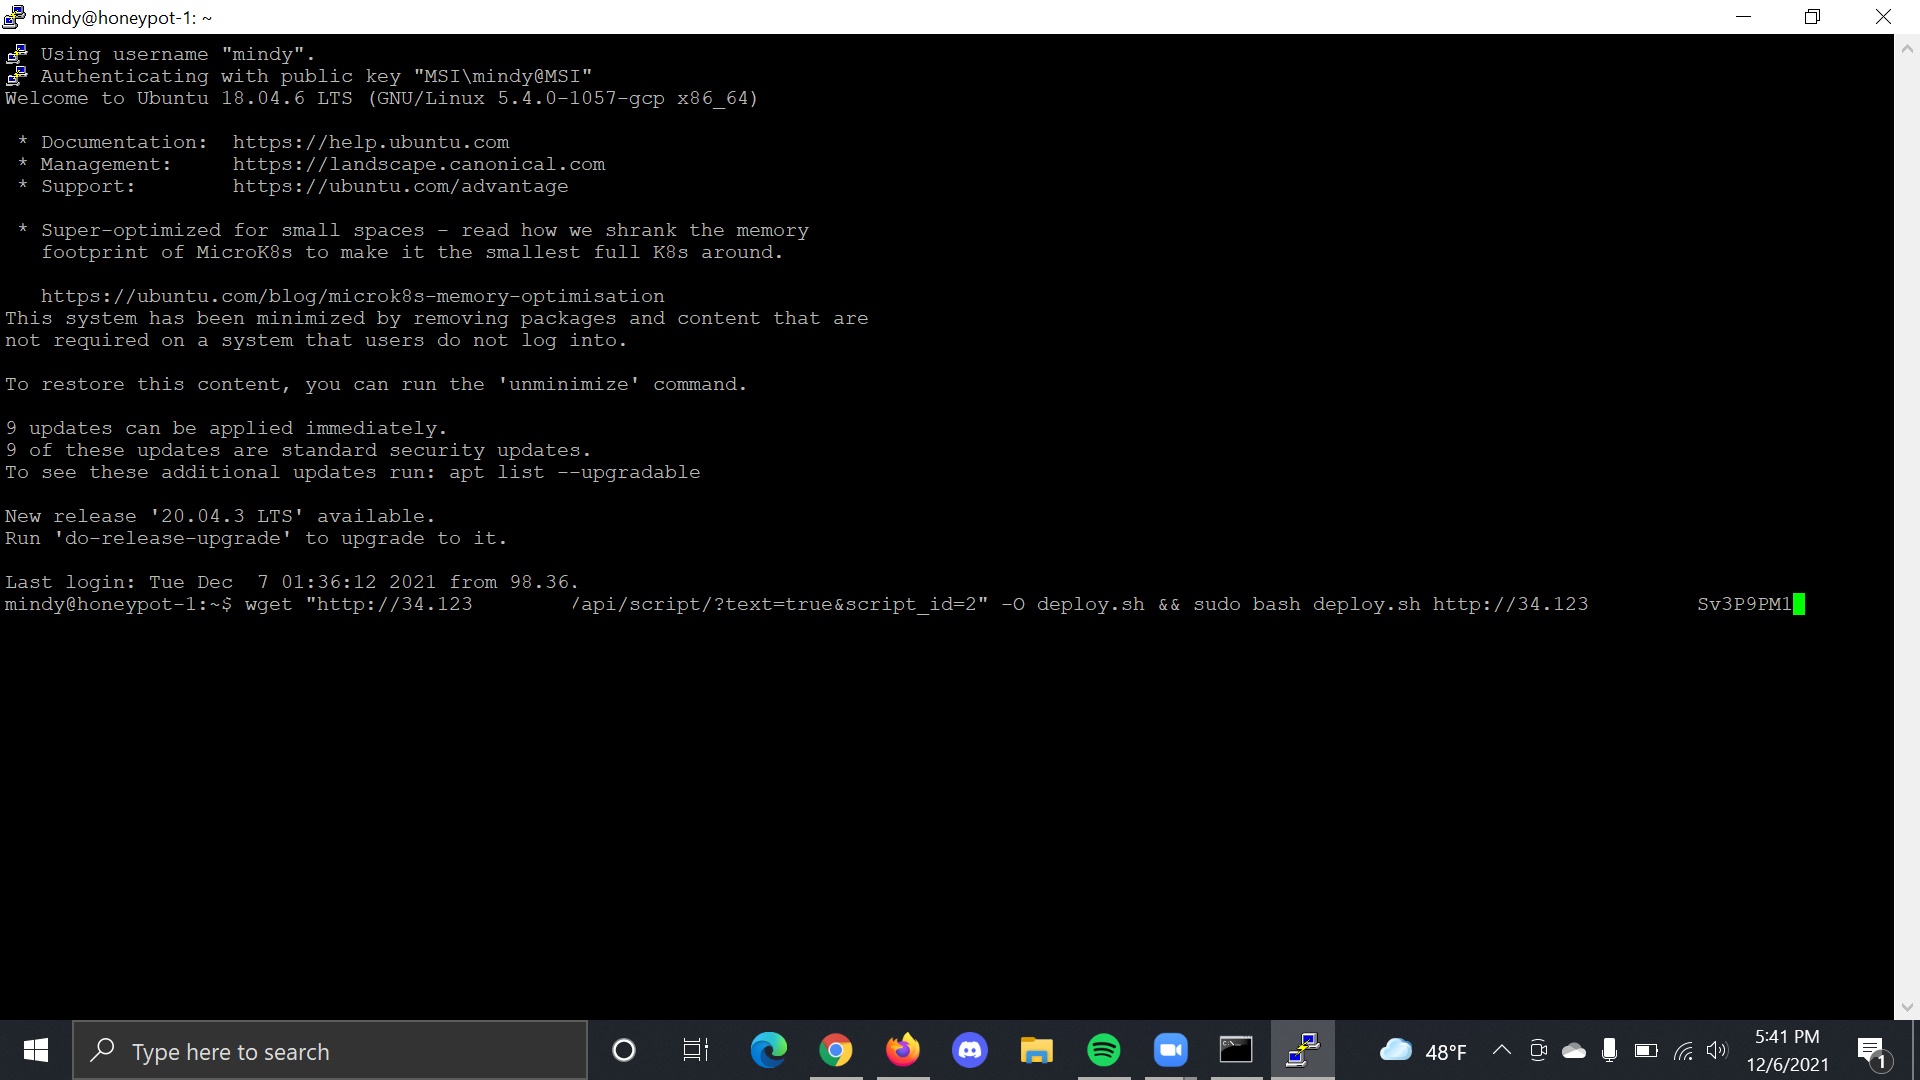 mindy@honeypot-1: ~
Using username "mindy".
Authenticating with public key "MSI\mindy@MSI"
Welcome to Ubuntu 18.04.6 LTS (GNU/Linux 5.4.0-1057-gcp x86_64)
* Documentation:  https://help.ubuntu.com
* Management:     https://landscape.canonical.com
* Support:        https://ubuntu.com/advantage
* Super-optimized for small spaces - read how we shrank the memory
footprint of MicroK8s to make it the smallest full K8s around.
https://ubuntu.com/blog/microk8s-memory-optimisation
This system has been minimized by removing packages and content that are
not required on a system that users do not log into.
To restore this content, you can run the 'unminimize' command.
9 updates can be applied immediately.
9 of these updates are standard security updates.
To see these additional updates run: apt list --upgradable
New release '20.04.3 LTS' available.
Run 'do-release-upgrade' to upgrade to it.
Last login: Tue Dec  7 01:36:12 2021 from 98.36.
mindy@honeypot-1:~$ wget "http://34.123         /api/script/?text=true&script_id=2" -O deploy.sh && sudo bash deploy.sh http://34.123         Sv3P9PM1
Type here to search
48°F
5:41 PM
12/6/2021
1